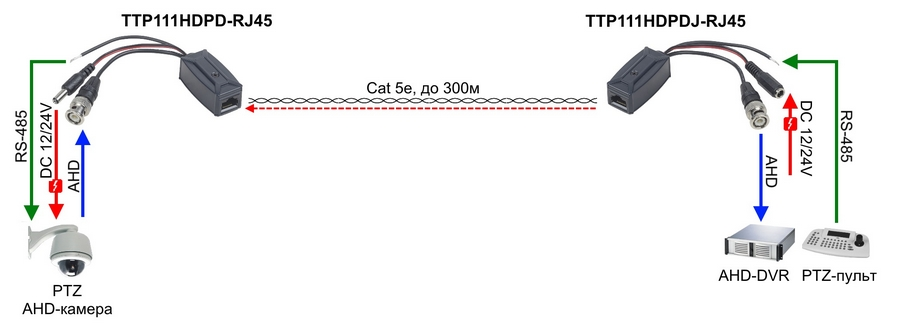 TTP111HDPD-RJ45
TTP111HDPDJ-RJ45
Cat 5e, до 300м
RS-485
DC 12/24V
AHD
AHD
DC 12/24V
RS-485
PTZ
AHD-камера
AHD-DVR
PTZ-пульт